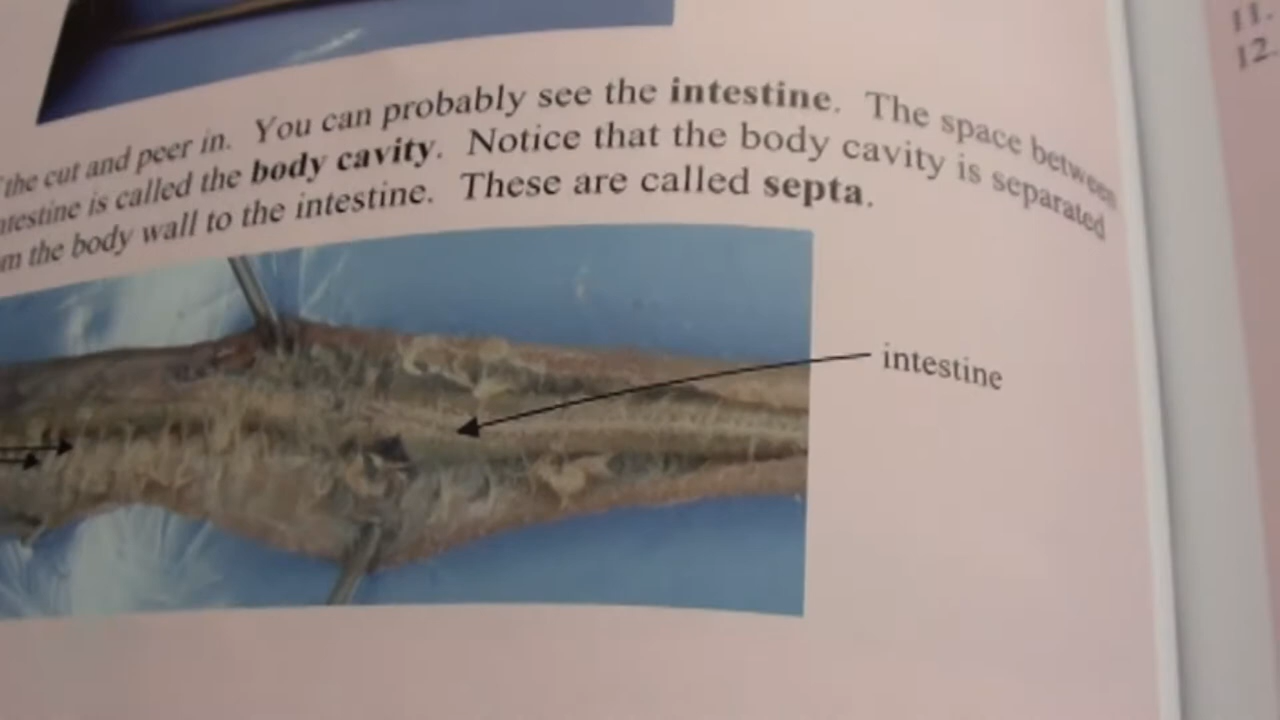 the cut and peer in. You can probably see the intestine. The space between
ntestine is called the body cavity. Notice that the body cavity is separated
m the body wall to the intestine. These are called septa.
intestine
11.
12.